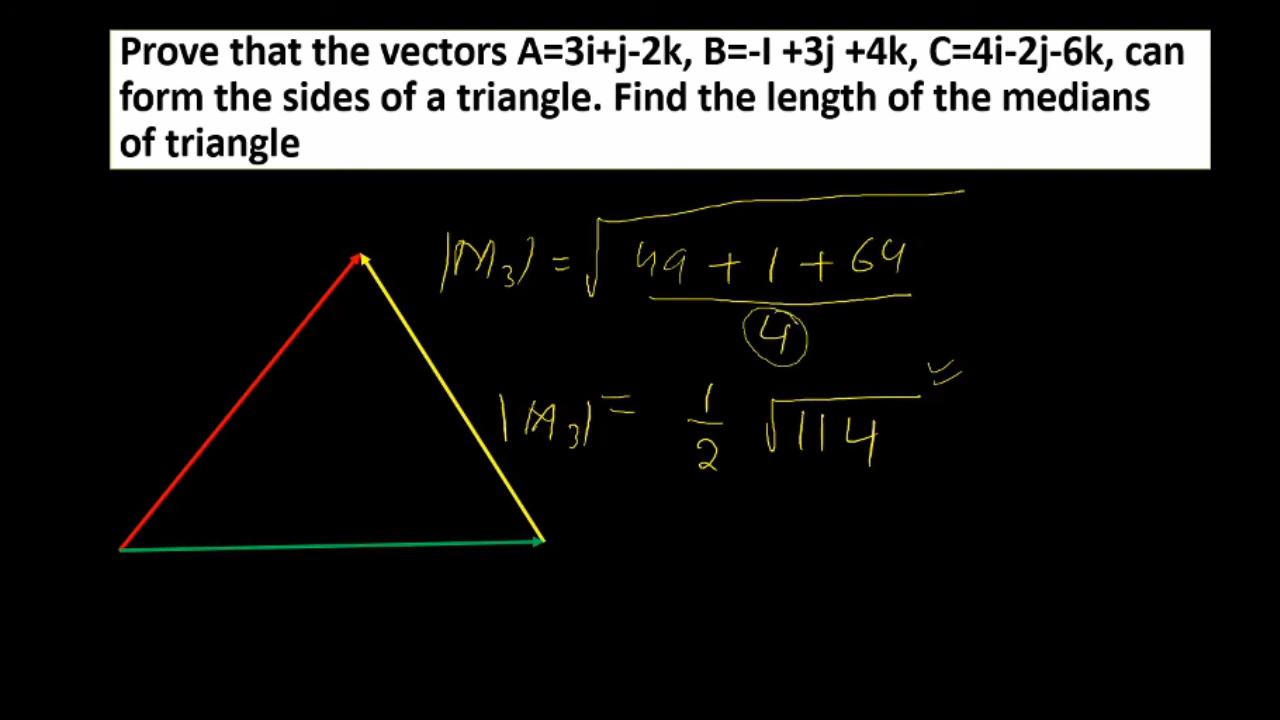 Prove that the vectors A=3i+j-2k, B=-I +3j +4k, C=4i-2j-6k, can
form the sides of a triangle. Find the length of the medians
of triangle
|M₃| = √(49 + 1 + 64
4
|M₃| = 1/2 √114